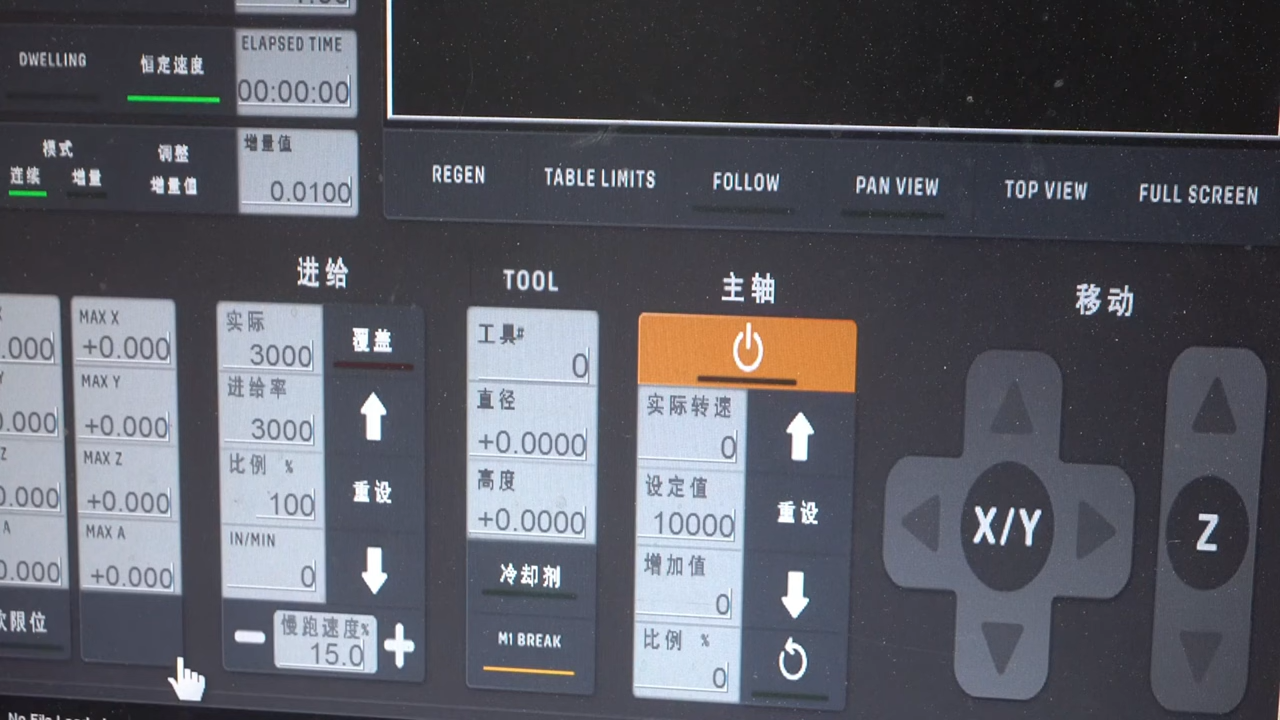 DWELLING
恒定速度
ELAPSED TIME
00:00:00
模式
连续
增量
调整
增量值
增量值
0.0100
REGEN
TABLE LIMITS
FOLLOW
PAN VIEW
TOP VIEW
FULL SCREEN
.000
Y
0.000
Z
0.000
A
0.000
限位
MAX X
+0.000
MAX Y
+0.000
MAX Z
+0.000
MAX A
+0.000
进给
实际
3000
进给率
3000
比例 %
100
IN/MIN
0
覆盖
重设
慢跑速度%
15.0
TOOL
工具#
0
直径
+0.0000
高度
+0.0000
冷却剂
M1 BREAK
主轴
实际转速
0
设定值
10000
增加值
0
比例 %
0
重设
移动
X/Y
Z